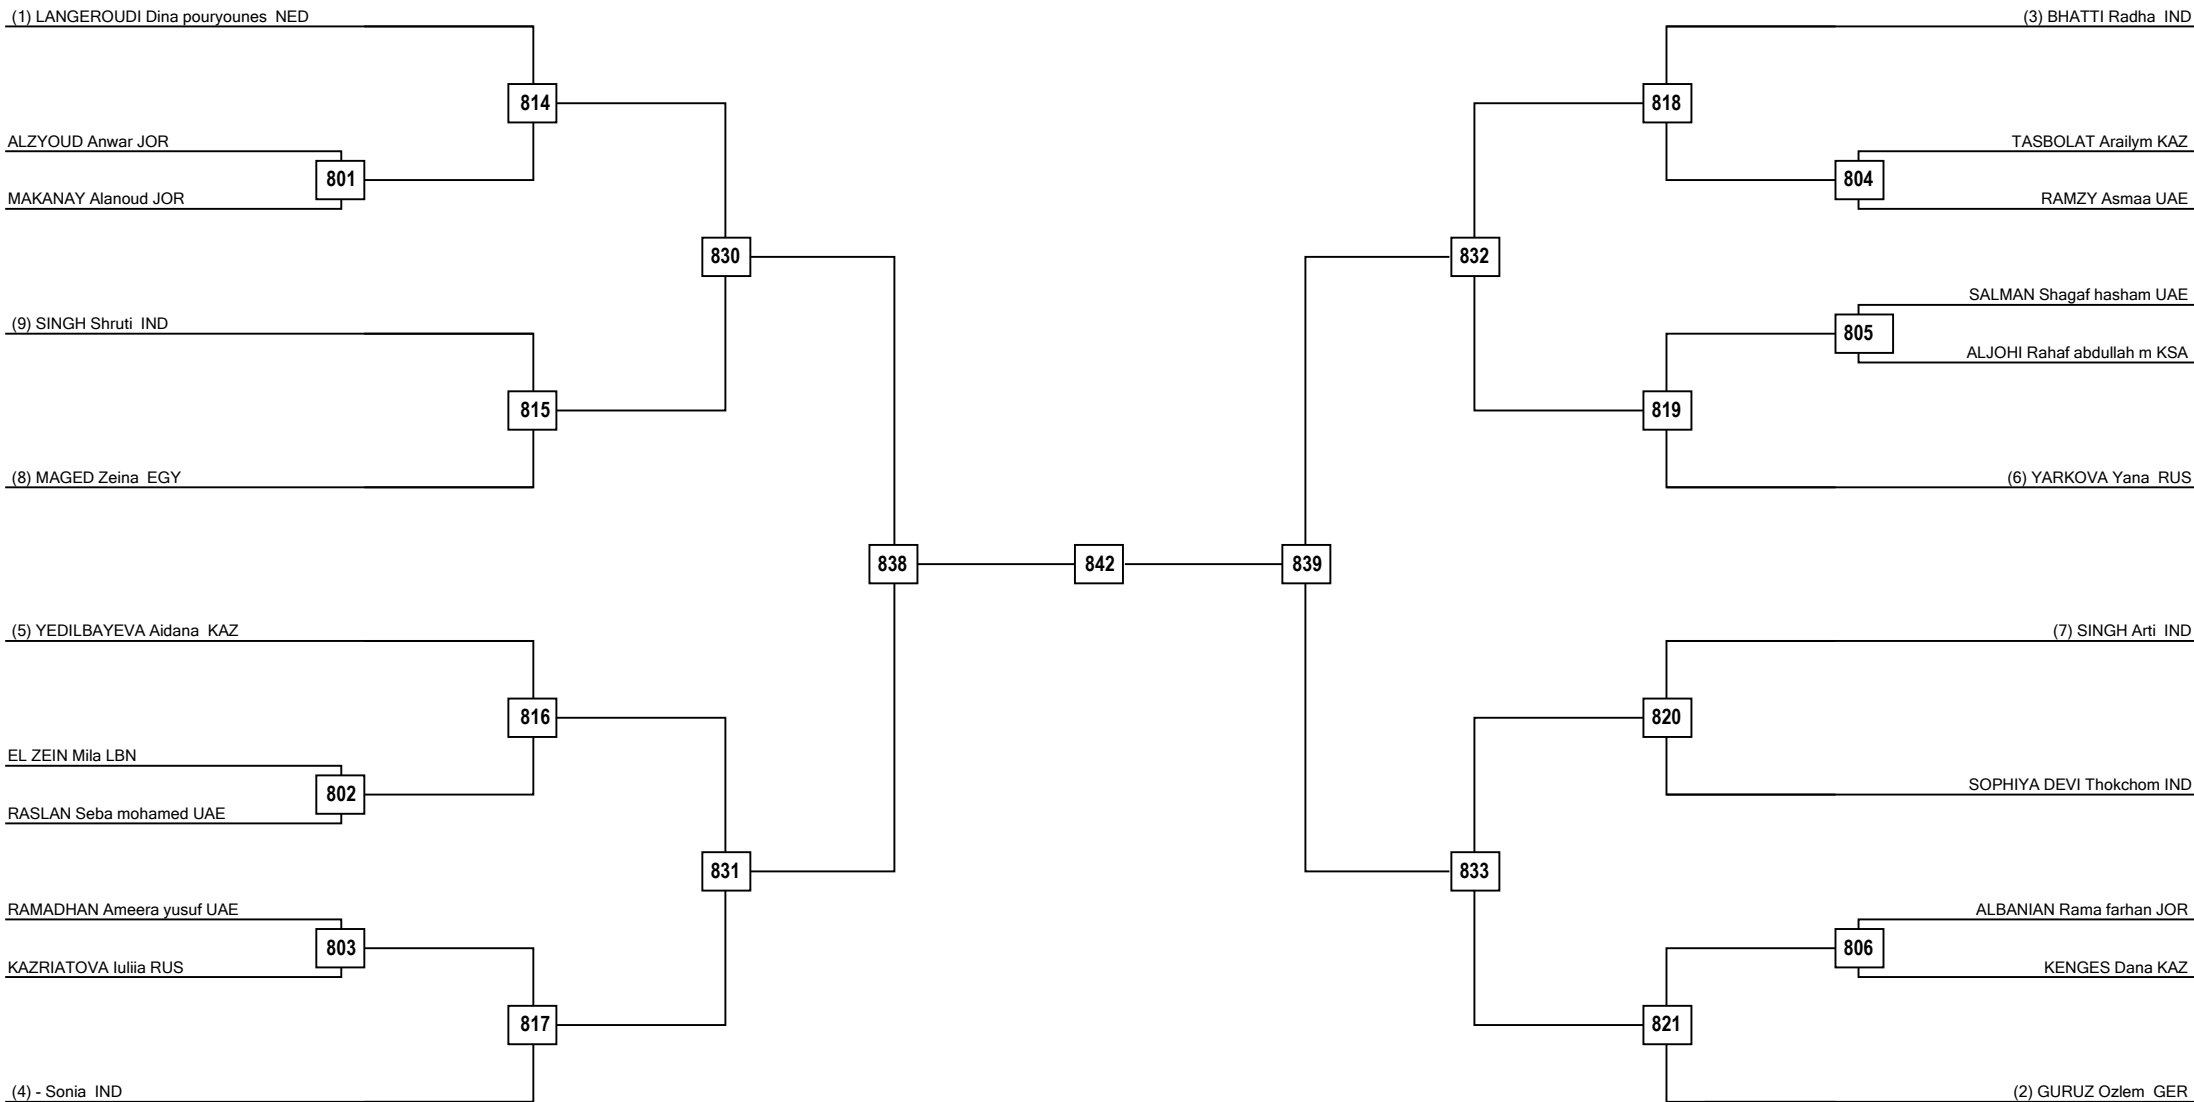 (1) LANGEROUDI Dina pouryounes  NED
814
ALZYOUD Anwar JOR
801
MAKANAY Alanoud JOR
830
(9) SINGH Shruti  IND
815
(8) MAGED Zeina  EGY
838
(5) YEDILBAYEVA Aidana  KAZ
816
EL ZEIN Mila LBN
802
RASLAN Seba mohamed UAE
831
RAMADHAN Ameera yusuf UAE
803
KAZRIATOVA Iuliia RUS
817
(4) - Sonia  IND
842
(3) BHATTI Radha  IND
818
TASBOLAT Arailym KAZ
804
RAMZY Asmaa UAE
832
SALMAN Shagaf hasham UAE
805
ALJOHI Rahaf abdullah m KSA
819
(6) YARKOVA Yana  RUS
839
(7) SINGH Arti  IND
820
SOPHIYA DEVI Thokchom IND
833
ALBANIAN Rama farhan JOR
806
KENGES Dana KAZ
821
(2) GURUZ Ozlem  GER